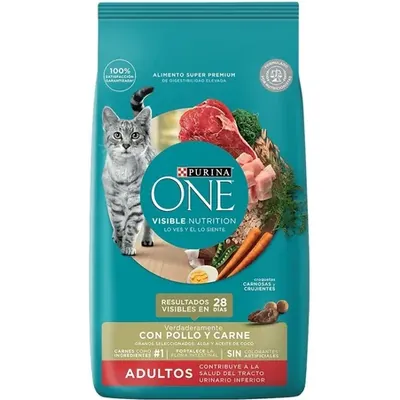 100%
SATISFACCIÓN
GARANTIZADA
ALIMENTO SUPER PREMIUM
DE DIGESTIBILIDAD ELEVADA
PURINA
ONE
VISIBLE NUTRITION
LO VES Y ÉL LO SIENTE
croquetas
CARNOSAS y
CRUJIENTES
RESULTADOS
VISIBLES EN 28 DÍAS
Verdaderamente
CON POLLO Y CARNE
GRANOS SELECCIONADOS, ALGA Y ACEITE DE COCO
CARNES COMO INGREDIENTES #1
FORTALECE LA FLORA INTESTINAL
SIN COLORANTES ARTIFICIALES
ADULTOS
CONTRIBUYE A LA
SALUD DEL TRACTO
URINARIO INFERIOR